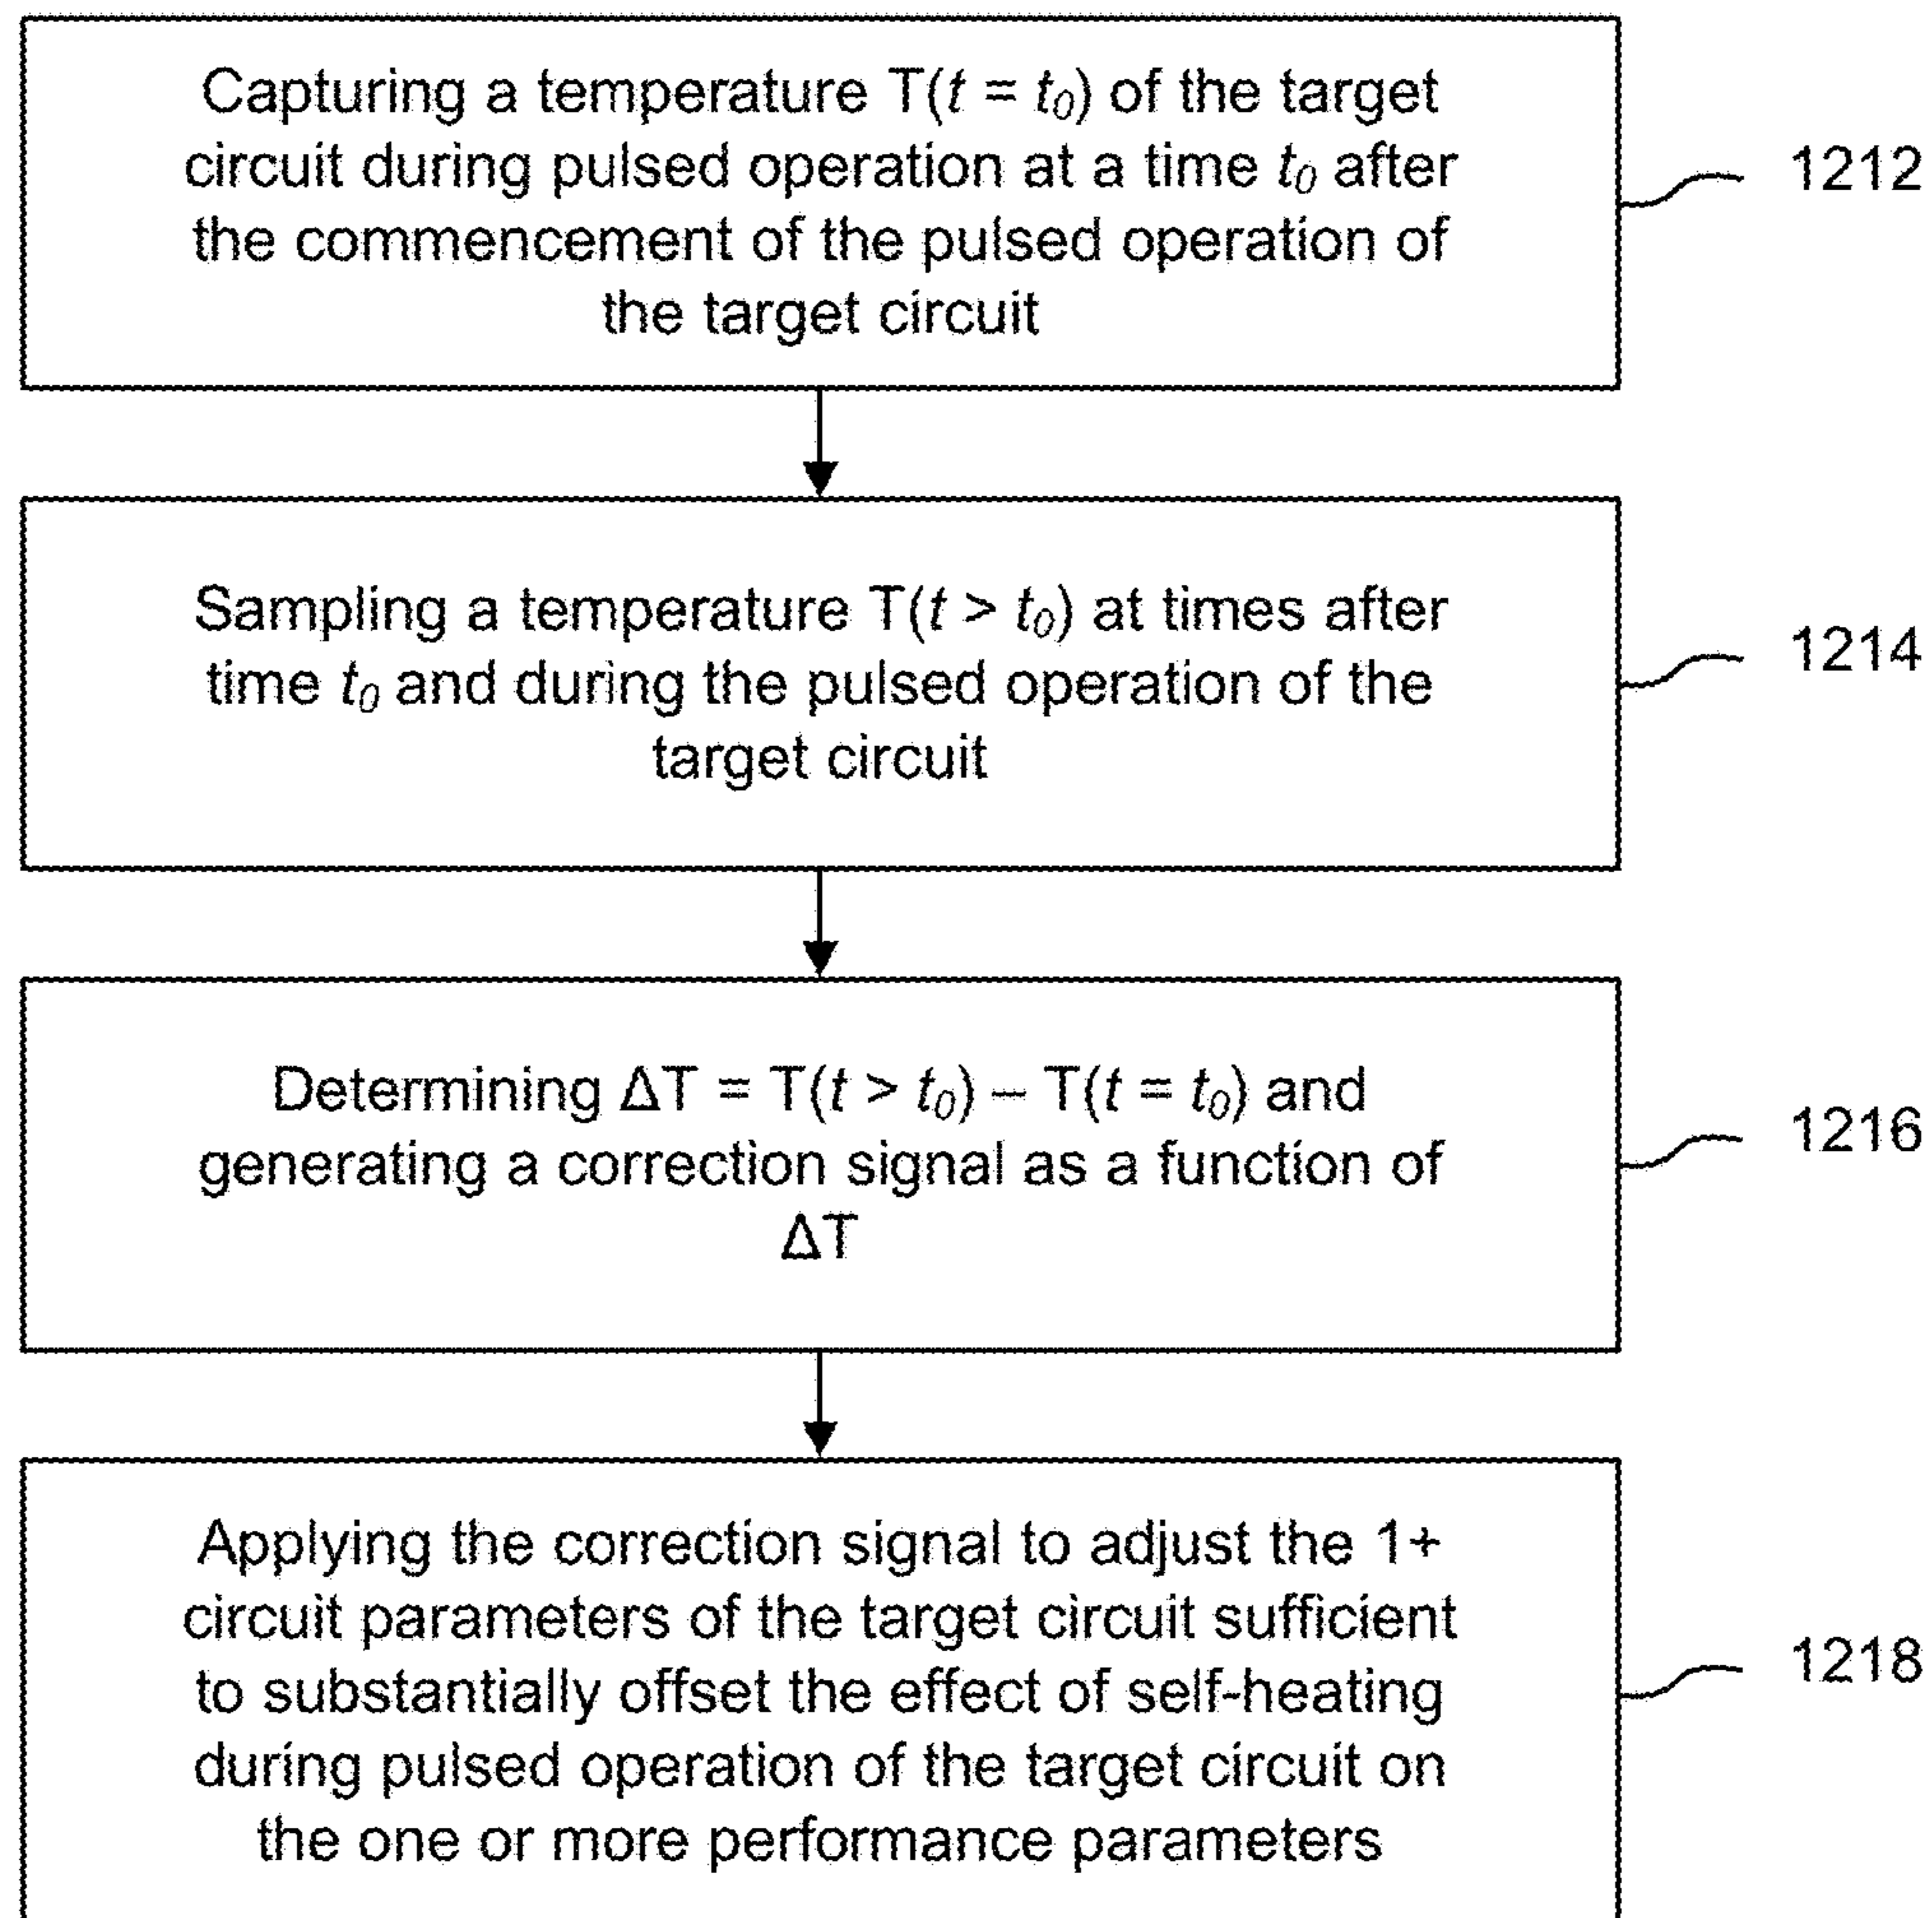 Capturing a temperature T(t = t₀) of the target
circuit during pulsed operation at a time t₀ after
the commencement of the pulsed operation of
the target circuit
1212
Sampling a temperature T(t > t₀) at times after
time t₀ and during the pulsed operation of the
target circuit
1214
Determining ΔT = T(t > t₀) – T(t = t₀) and
generating a correction signal as a function of
ΔT
1216
Applying the correction signal to adjust the 1+
circuit parameters of the target circuit sufficient
to substantially offset the effect of self-heating
during pulsed operation of the target circuit on
the one or more performance parameters
1218